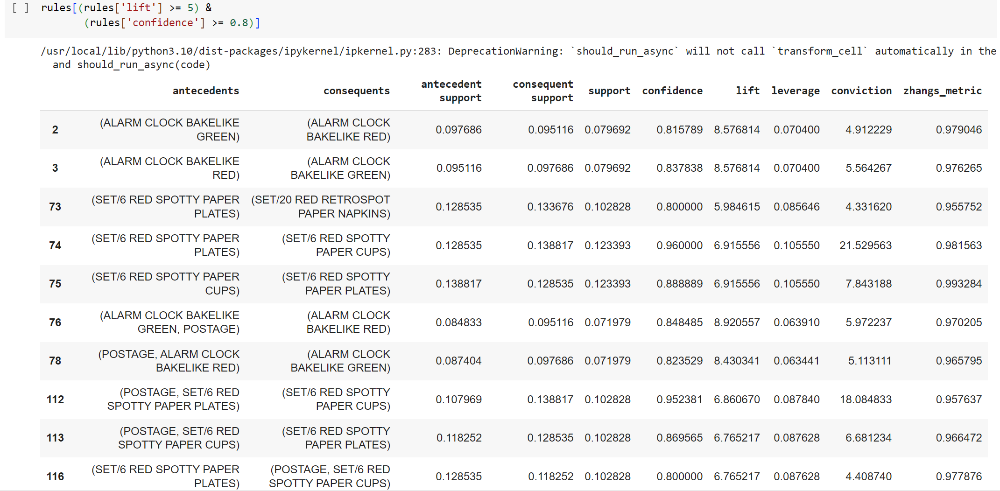 [ ] rules[(rules['lift'] >= 5) &
(rules['confidence'] >= 0.8)]
/usr/local/lib/python3.10/dist-packages/ipykernel/ipkernel.py:283: DeprecationWarning: `should_run_async` will not call `transform_cell` automatically in the
and should_run_async(code)
antecedents consequents antecedent support consequent support support confidence lift leverage conviction zhangs_metric
2 (ALARM CLOCK BAKELIKE GREEN) (ALARM CLOCK BAKELIKE RED) 0.097686 0.095116 0.079692 0.815789 8.576814 0.070400 4.912229 0.979046
3 (ALARM CLOCK BAKELIKE RED) (ALARM CLOCK BAKELIKE GREEN) 0.095116 0.097686 0.079692 0.837838 8.576814 0.070400 5.564267 0.976265
73 (SET/6 RED SPOTTY PAPER PLATES) (SET/20 RED RETROSPOT PAPER NAPKINS) 0.128535 0.133676 0.102828 0.800000 5.984615 0.085646 4.331620 0.955752
74 (SET/6 RED SPOTTY PAPER PLATES) (SET/6 RED SPOTTY PAPER CUPS) 0.128535 0.138817 0.123393 0.960000 6.915556 0.105550 21.529563 0.981563
75 (SET/6 RED SPOTTY PAPER CUPS) (SET/6 RED SPOTTY PAPER PLATES) 0.138817 0.128535 0.123393 0.888889 6.915556 0.105550 7.843188 0.993284
76 (ALARM CLOCK BAKELIKE GREEN, POSTAGE) (ALARM CLOCK BAKELIKE RED) 0.084833 0.095116 0.071979 0.848485 8.920557 0.063910 5.972237 0.970205
78 (POSTAGE, ALARM CLOCK BAKELIKE RED) (ALARM CLOCK BAKELIKE GREEN) 0.087404 0.097686 0.071979 0.823529 8.430341 0.063441 5.113111 0.965795
112 (POSTAGE, SET/6 RED SPOTTY PAPER PLATES) (SET/6 RED SPOTTY PAPER CUPS) 0.107969 0.138817 0.102828 0.952381 6.860670 0.087840 18.084833 0.957637
113 (POSTAGE, SET/6 RED SPOTTY PAPER CUPS) (SET/6 RED SPOTTY PAPER PLATES) 0.118252 0.128535 0.102828 0.869565 6.765217 0.087628 6.681234 0.966472
116 (SET/6 RED SPOTTY PAPER PLATES) (POSTAGE, SET/6 RED SPOTTY PAPER CUPS) 0.128535 0.118252 0.102828 0.800000 6.765217 0.087628 4.408740 0.977876